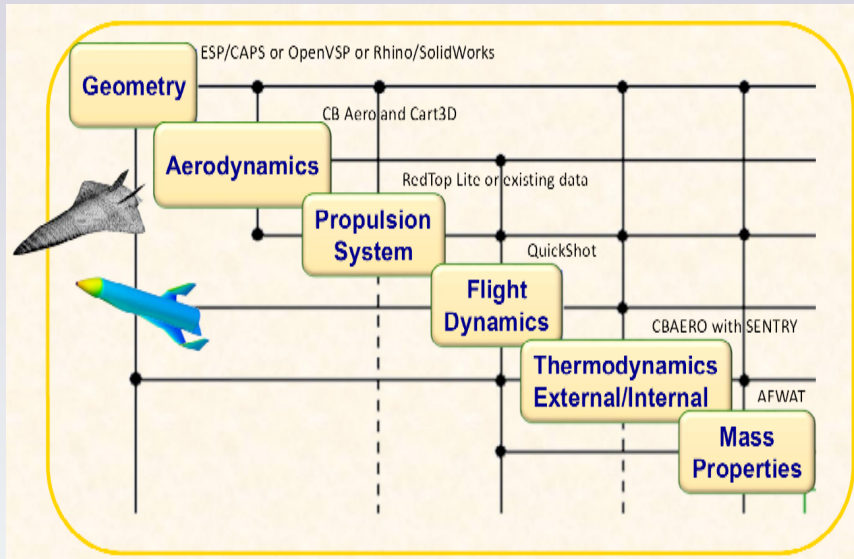 ESP/CAPS or OpenVSP or Rhino/SolidWorks
Geometry
CB Aero and Cart3D
Aerodynamics
RedTop Lite or existing data
Propulsion
System
QuickShot
Flight
Dynamics
CBAERO with SENTRY
Thermodynamics
External/Internal
AFWAT
Mass
Properties